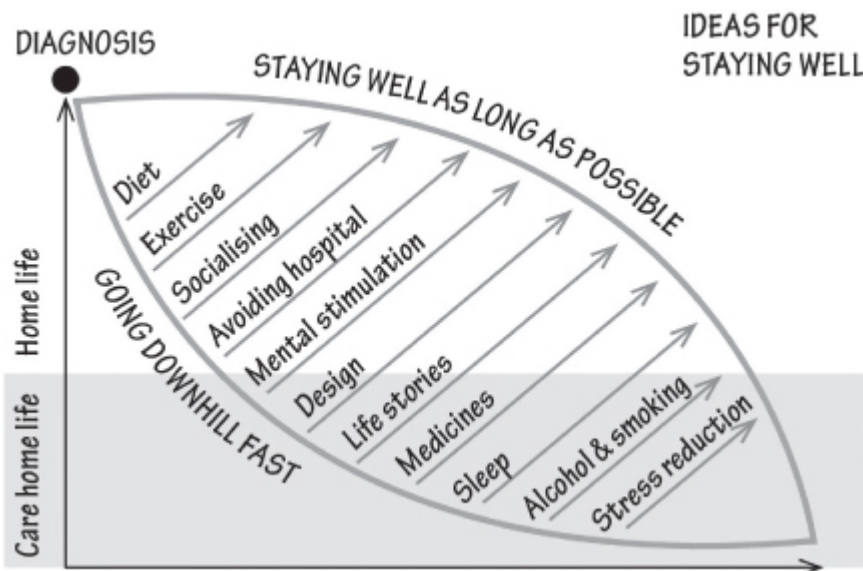 DIAGNOSIS
IDEAS FOR
STAYING WELL
STAYING WELL AS LONG AS POSSIBLE
Diet
Exercise
Socialising
Avoiding hospital
Mental stimulation
Design
Life stories
Medicines
Sleep
Alcohol & smoking
Stress reduction
GOING DOWNHILL FAST
Home life
Care home life